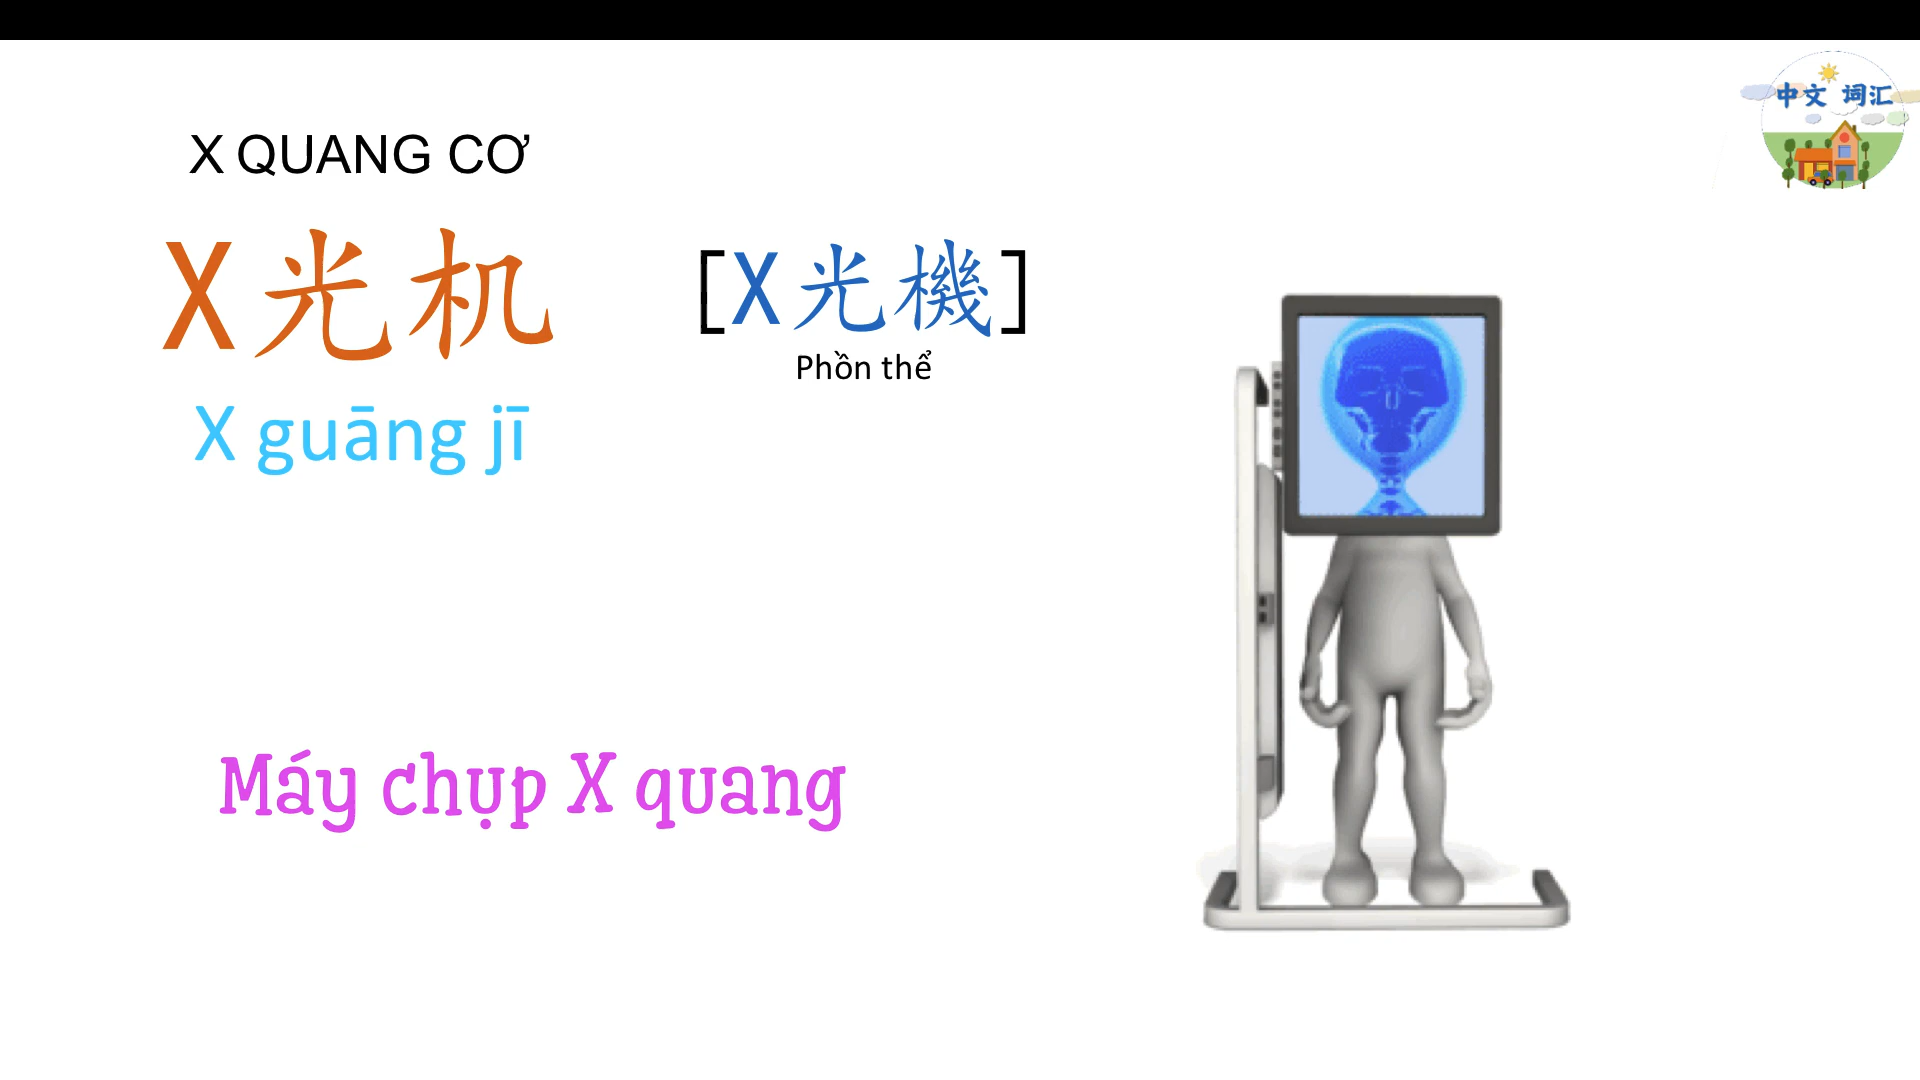 中文 词汇
X QUANG CƠ
X光机
[X光機]
Phồn thể
X guāng jī
Máy chụp X quang